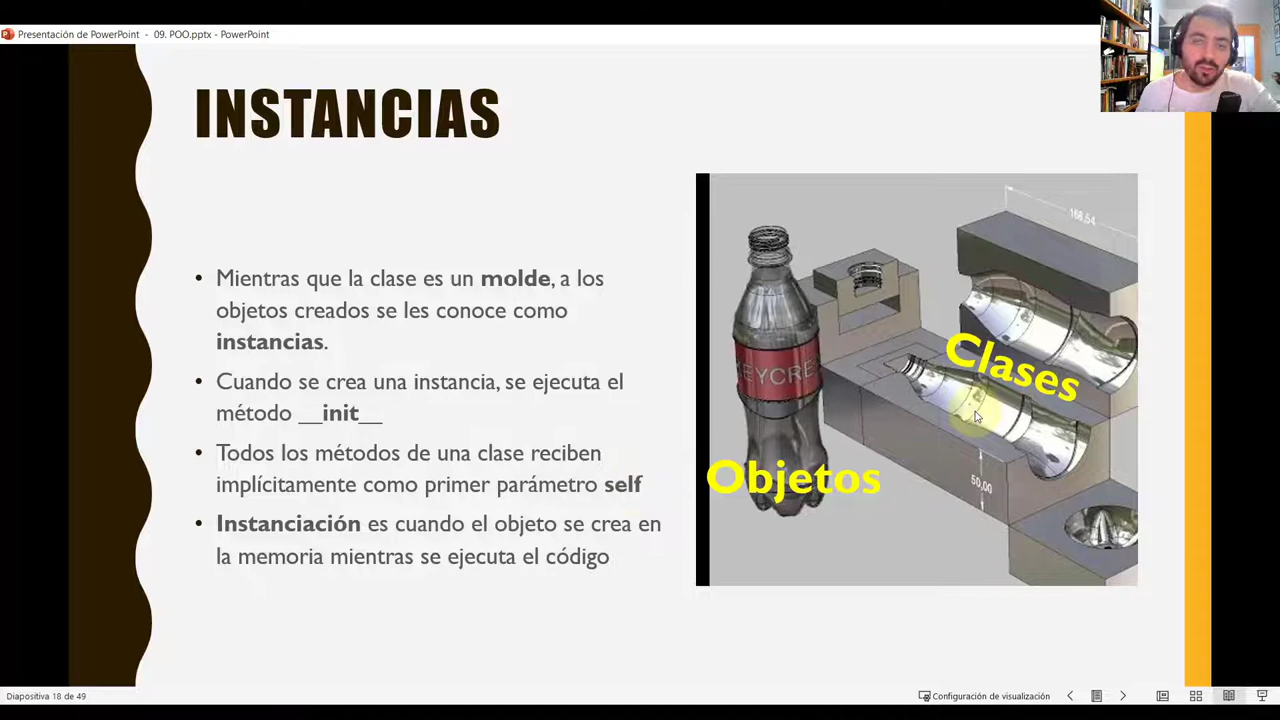 Presentación de PowerPoint - 09. POO.pptx - PowerPoint
INSTANCIAS
• Mientras que la clase es un molde, a los
objetos creados se les conoce como
instancias.
• Cuando se crea una instancia, se ejecuta el
método __init__
• Todos los métodos de una clase reciben
implícitamente como primer parámetro self
• Instanciación es cuando el objeto se crea en
la memoria mientras se ejecuta el código
168,54
Clases
KEYCRE
Objetos
50,00
Diapositiva 18 de 49
Configuración de visualización